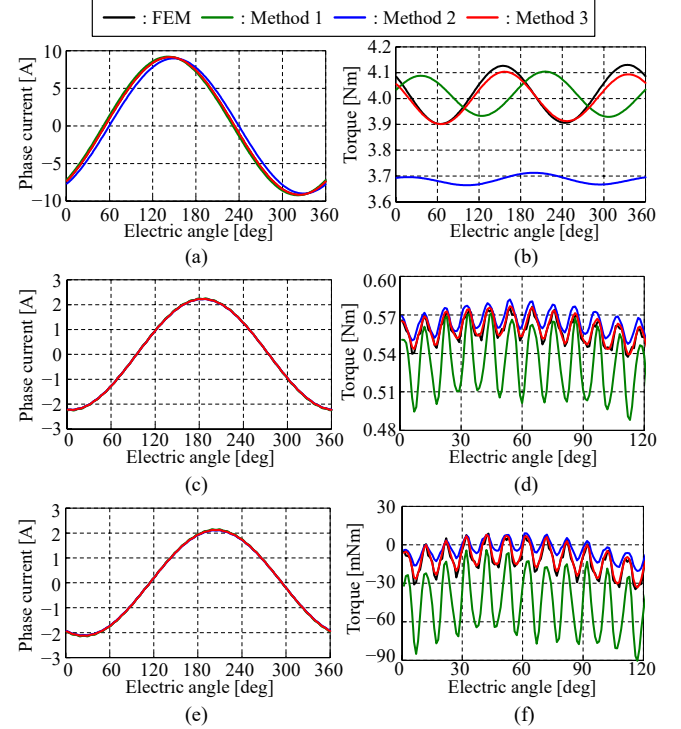 : FEM : Method 1 : Method 2 : Method 3
Phase current [A]
10
5
0
−5
−10
0 60 120 180 240 300 360
Electric angle [deg]
(a)
Torque [Nm]
4.2
4.1
4.0
3.9
3.8
3.7
3.6
0 60 120 180 240 300 360
Electric angle [deg]
(b)
Phase current [A]
3
2
1
0
−1
−2
−3
0 60 120 180 240 300 360
Electric angle [deg]
(c)
Torque [Nm]
0.60
0.57
0.54
0.51
0.48
0 30 60 90 120
Electric angle [deg]
(d)
Phase current [A]
3
2
1
0
−1
−2
−3
0 60 120 180 240 300 360
Electric angle [deg]
(e)
Torque [mNm]
30
0
−30
−60
−90
0 30 60 90 120
Electric angle [deg]
(f)